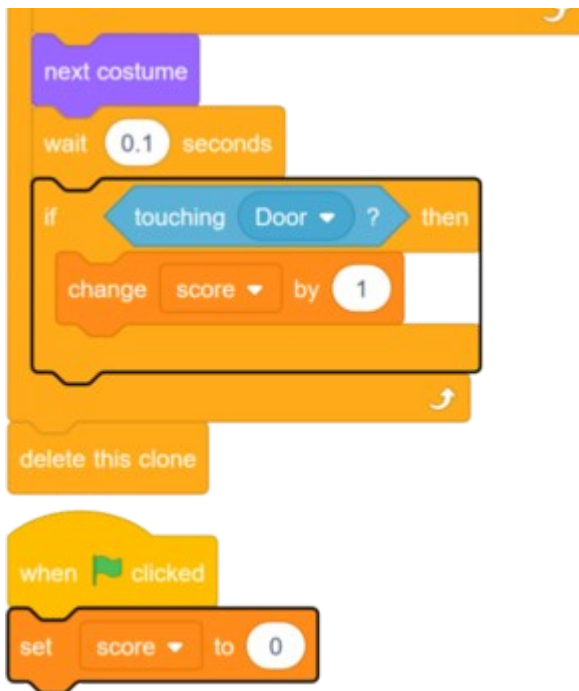 next costume
wait 0.1 seconds
if touching Door ? then
change score by 1
delete this clone
when clicked
set score to 0